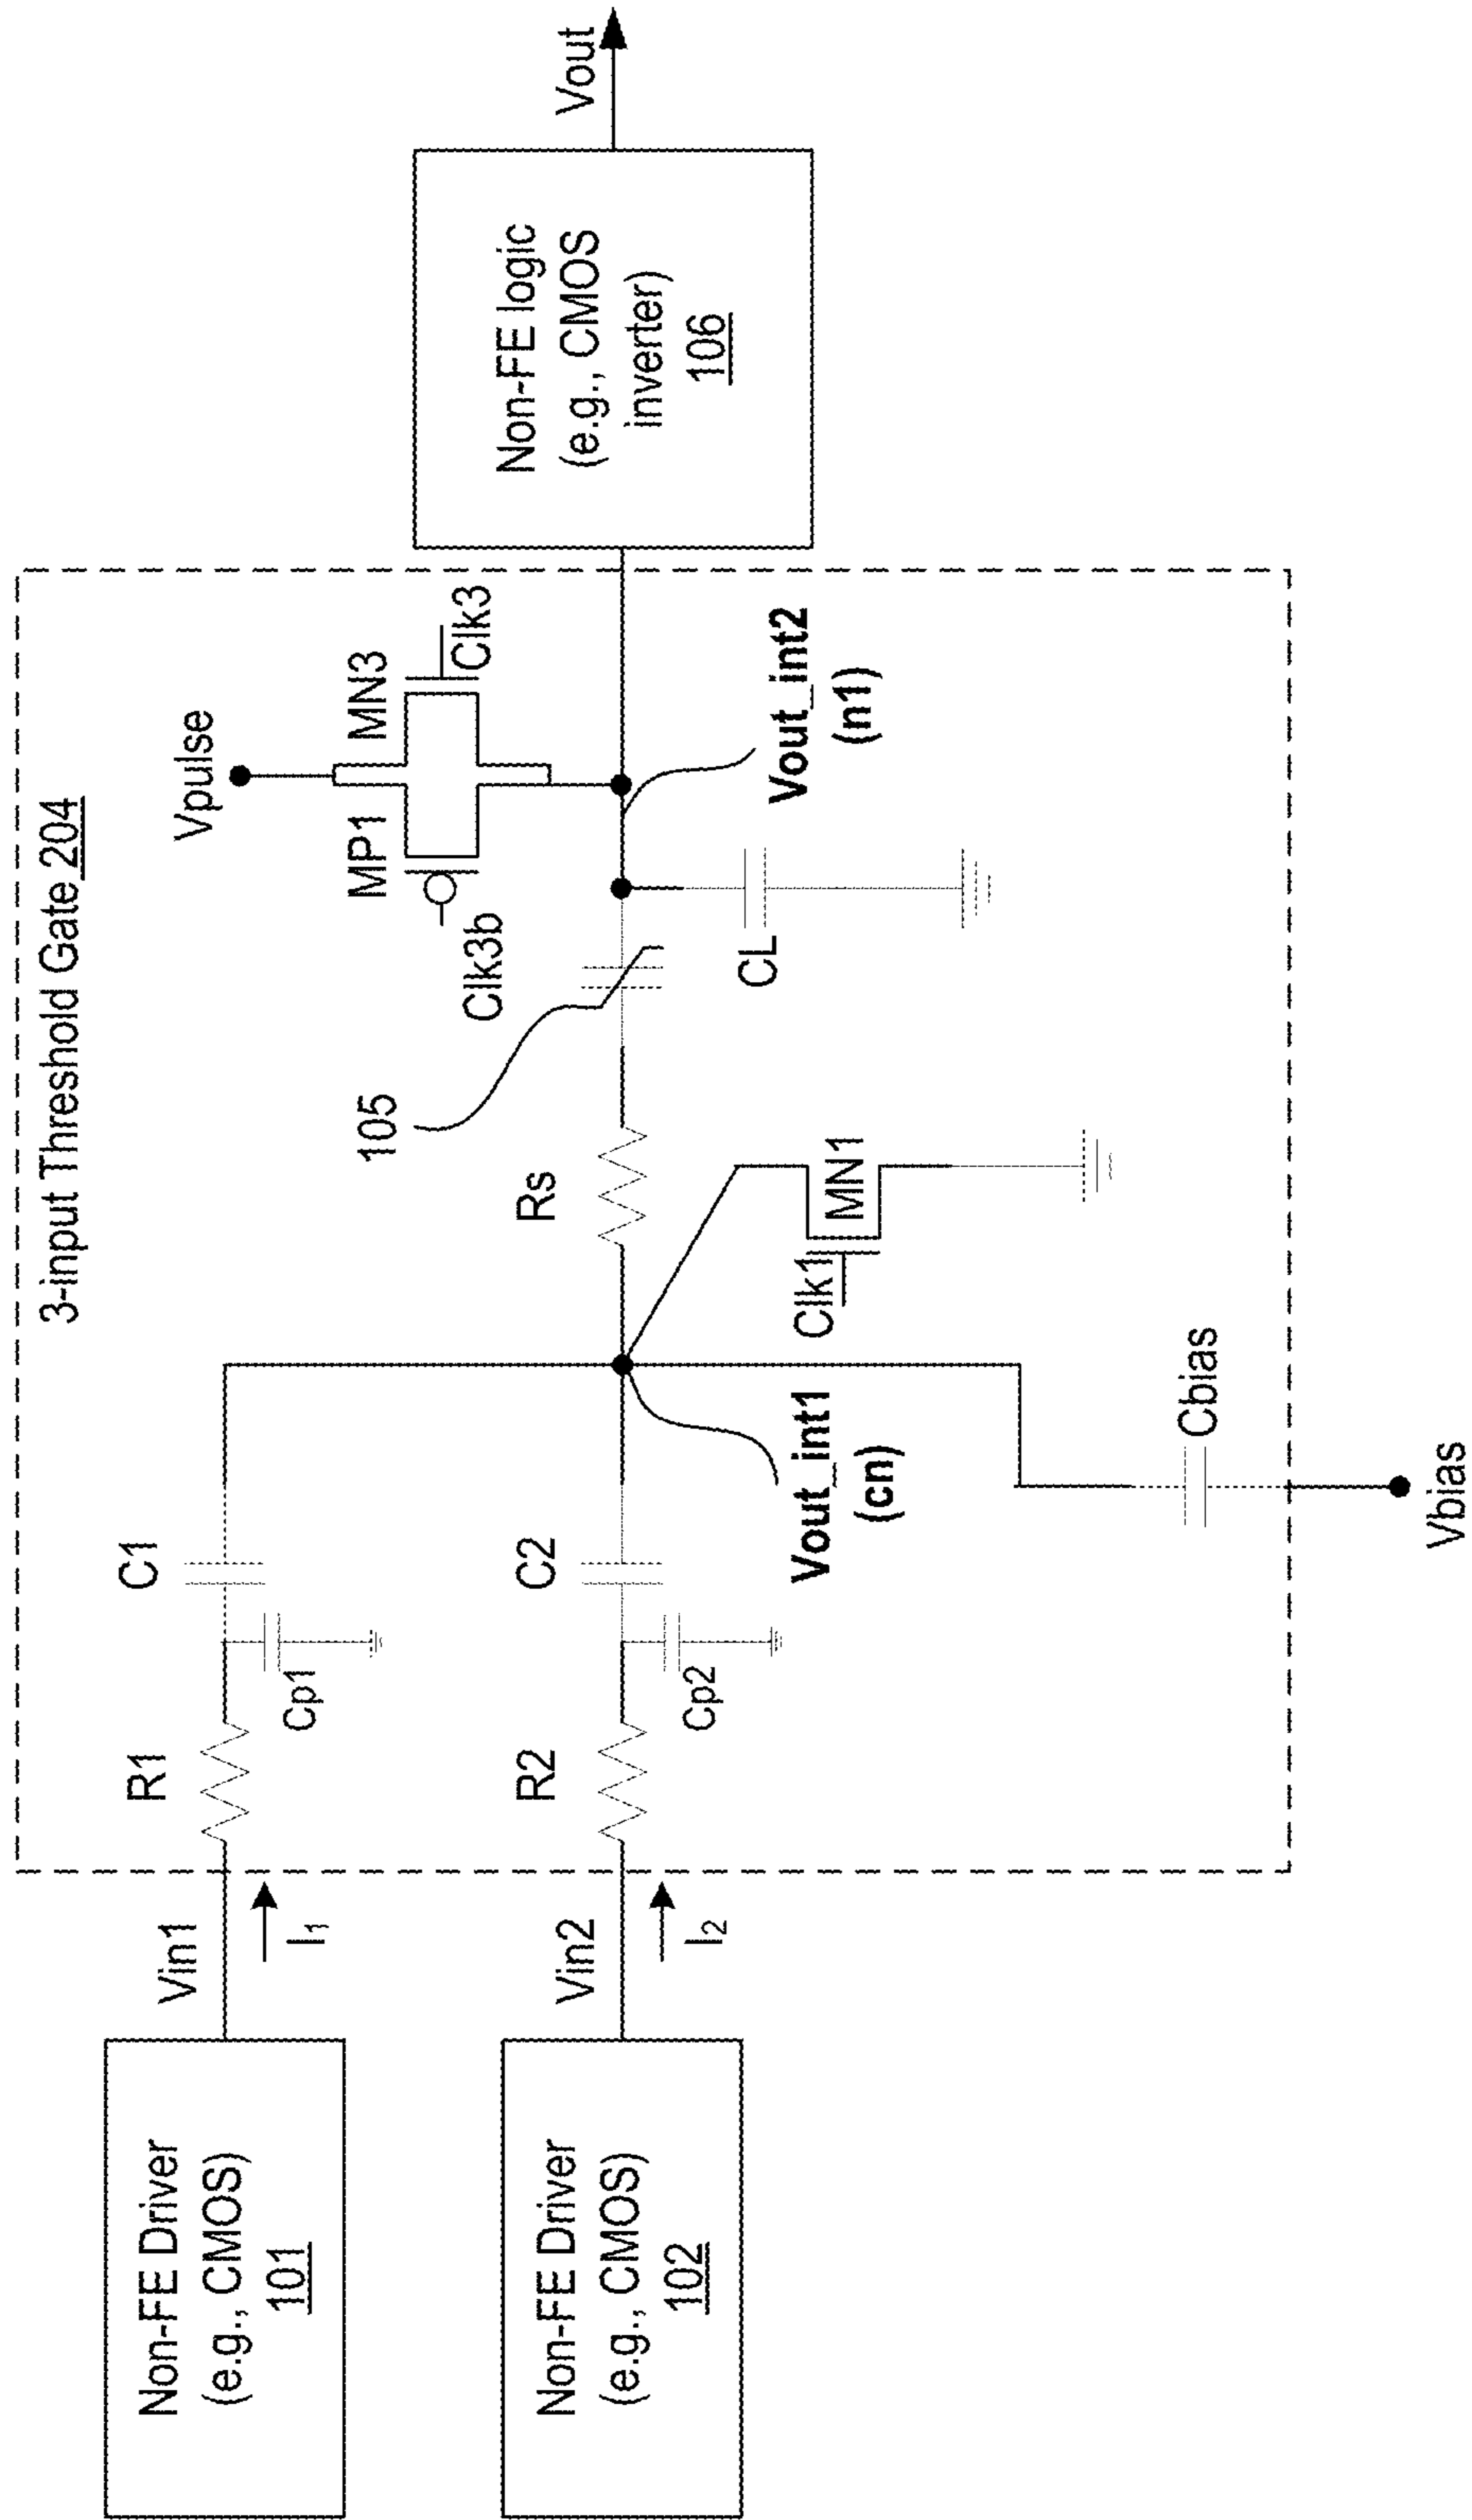 3-input Threshold Gate 204
Non-FE Driver
(e.g., CMOS)
101
Vin1
I1
R1
Cp1
C1
Non-FE Driver
(e.g., CMOS)
102
Vin2
I2
R2
Cp2
C2
Vout_int1
(cn)
Cbias
Vbias
Rs
Clk1
MN1
105
CL
Vpulse
MP1
MN3
Clk3b
Clk3
Vout_int2
(n1)
Non-FE logic
(e.g., CMOS
inverter)
106
Vout